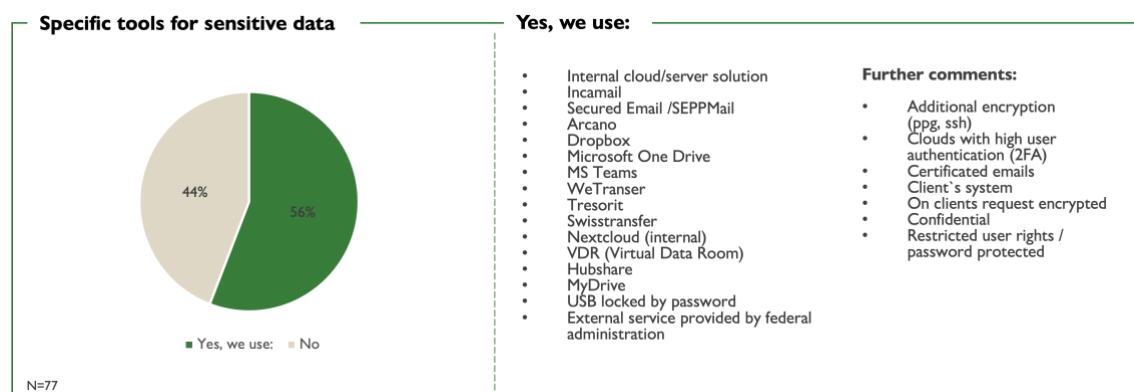 Specific tools for sensitive data
44%
56%
Yes, we use:
No
N=77
Yes, we use:
• Internal cloud/server solution
• Incamail
• Secured Email /SEPPMail
• Arcano
• Dropbox
• Microsoft One Drive
• MS Teams
• WeTranser
• Tresorit
• Swisstransfer
• Nextcloud (internal)
• VDR (Virtual Data Room)
• Hubshare
• MyDrive
• USB locked by password
• External service provided by federal
administration
Further comments:
• Additional encryption
(ppg, ssh)
• Clouds with high user
authentication (2FA)
• Certificated emails
• Client`s system
• On clients request encrypted
• Confidential
• Restricted user rights /
password protected